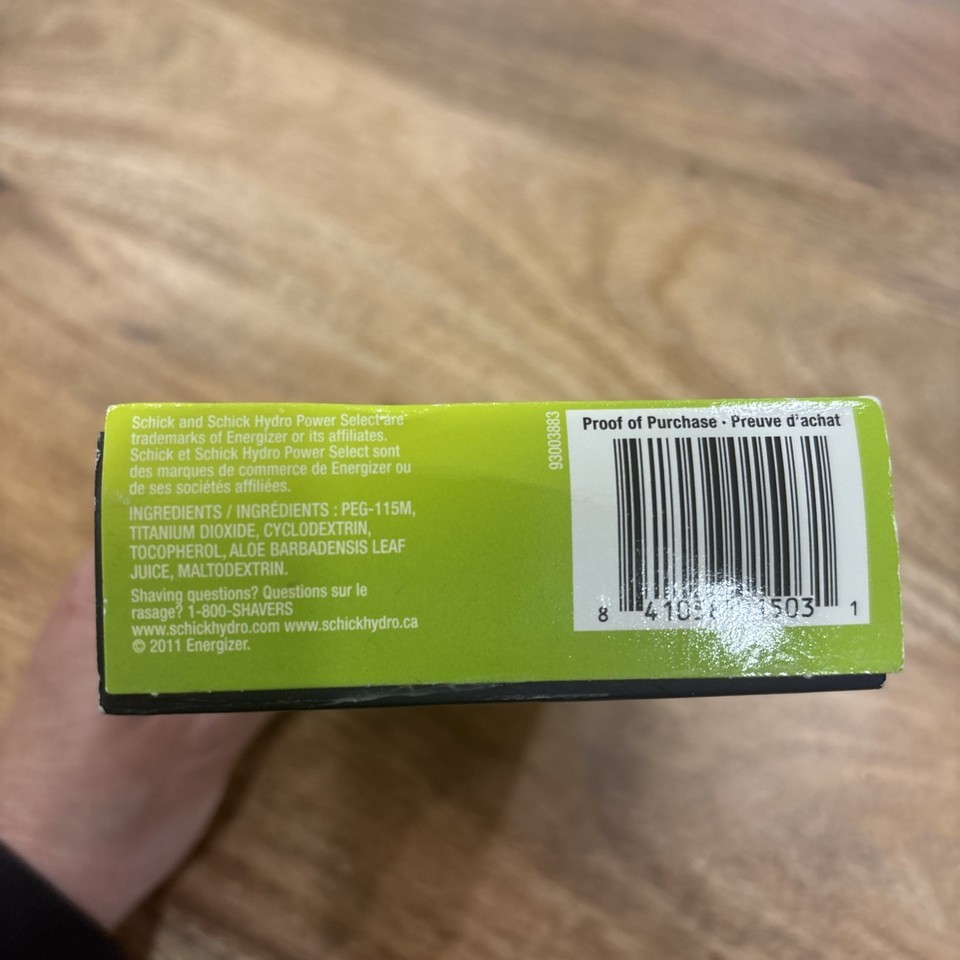 Schick and Schick Hydro Power Select are
trademarks of Energizer or its affiliates.
Schick et Schick Hydro Power Select sont
des marques de commerce de Energizer ou
de ses sociétés affiliées.
INGREDIENTS / INGRÉDIENTS : PEG-115M,
TITANIUM DIOXIDE, CYCLODEXTRIN,
TOCOPHEROL, ALOE BARBADENSIS LEAF
JUICE, MALTODEXTRIN.
Shaving questions? Questions sur le
rasage? 1-800-SHAVERS
www.schickhydro.com www.schickhydro.ca
© 2011 Energizer.
93003883
Proof of Purchase • Preuve d'achat
8 1